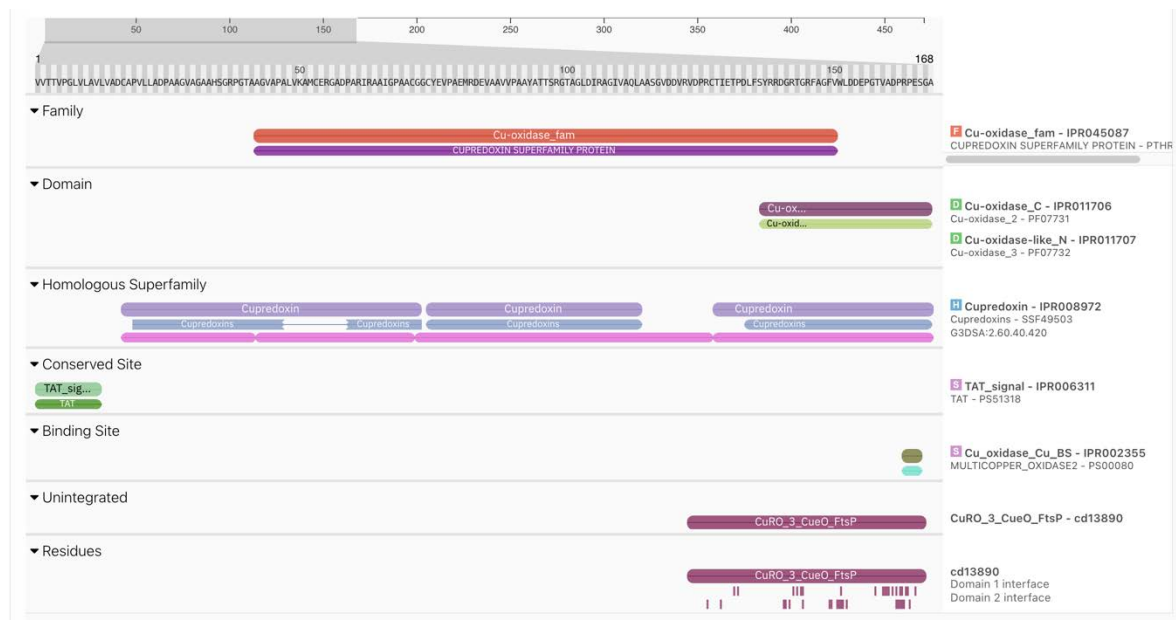 50 100 150 200 250 300 350 400 450
1 168
50 100 150
Family
Cu-oxidase_fam
CUPREDOXIN SUPERFAMILY PROTEIN
F Cu-oxidase_fam - IPR045087
CUPREDOXIN SUPERFAMILY PROTEIN - PTHR
Domain
Cu-ox...
Cu-oxid...
D Cu-oxidase_C - IPR011706
Cu-oxidase_2 - PF07731
D Cu-oxidase-like_N - IPR011707
Cu-oxidase_3 - PF07732
Homologous Superfamily
Cupredoxin Cupredoxin Cupredoxin
Cupredoxins Cupredoxins Cupredoxins Cupredoxins
H Cupredoxin - IPR008972
Cupredoxins - SSF49503
G3DSA:2.60.40.420
Conserved Site
TAT_sig...
TAT
S TAT_signal - IPR006311
TAT - PS51318
Binding Site
S Cu_oxidase_Cu_BS - IPR002355
MULTICOPPER_OXIDASE2 - PS00080
Unintegrated
CuRO_3_CueO_FtsP
CuRO_3_CueO_FtsP - cd13890
Residues
CuRO_3_CueO_FtsP
cd13890
Domain 1 interface
Domain 2 interface